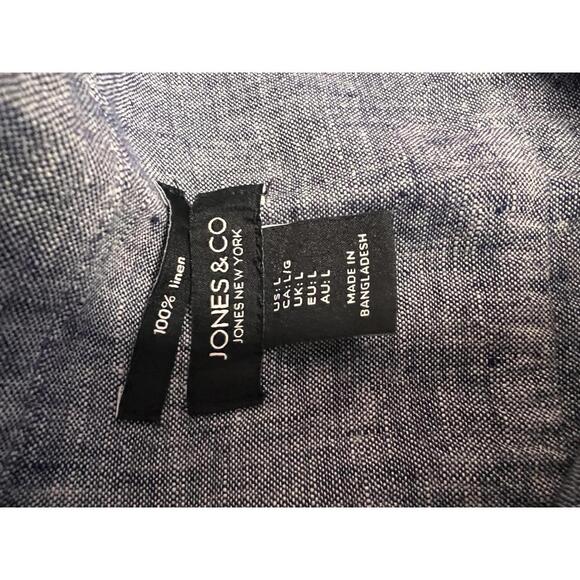 100% linen
JONES & CO
JONES NEW YORK
US: L
CA: L/G
UK: L
EU: L
AU: L
MADE IN
BANGLADESH